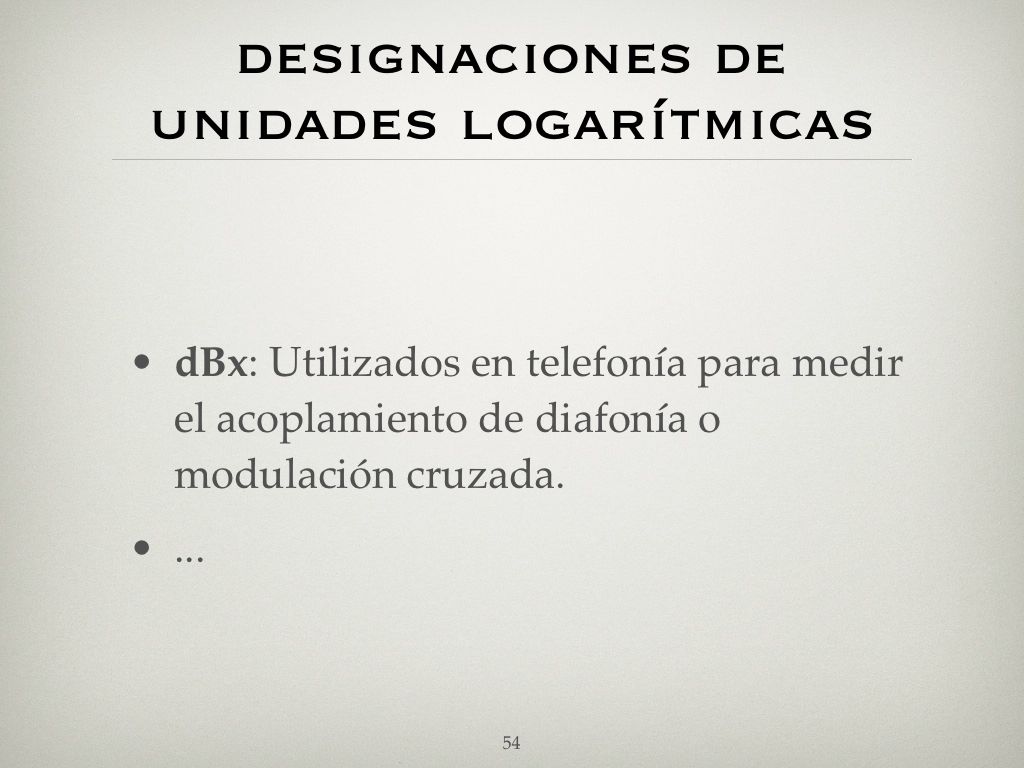 DESIGNACIONES DE
UNIDADES LOGARÍTMICAS
• dBx: Utilizados en telefonía para medir
el acoplamiento de diafonía o
modulación cruzada.
• ...
54